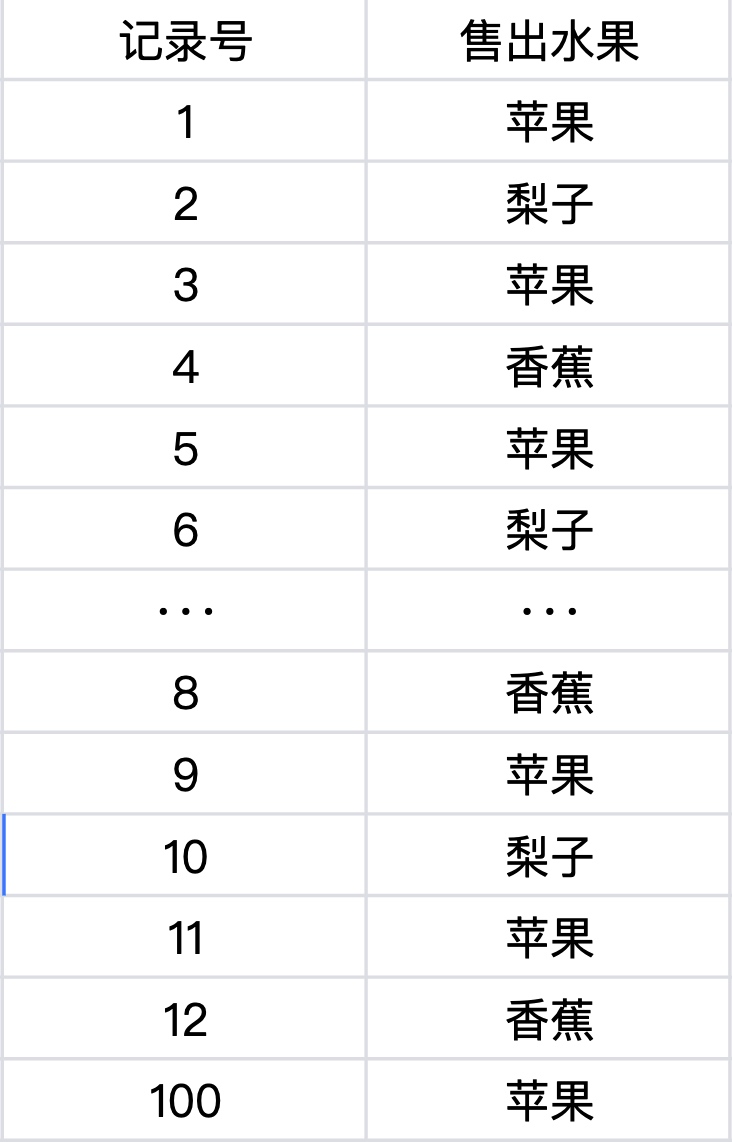 记录号 售出水果
1 苹果
2 梨子
3 苹果
4 香蕉
5 苹果
6 梨子
... ...
8 香蕉
9 苹果
10 梨子
11 苹果
12 香蕉
100 苹果